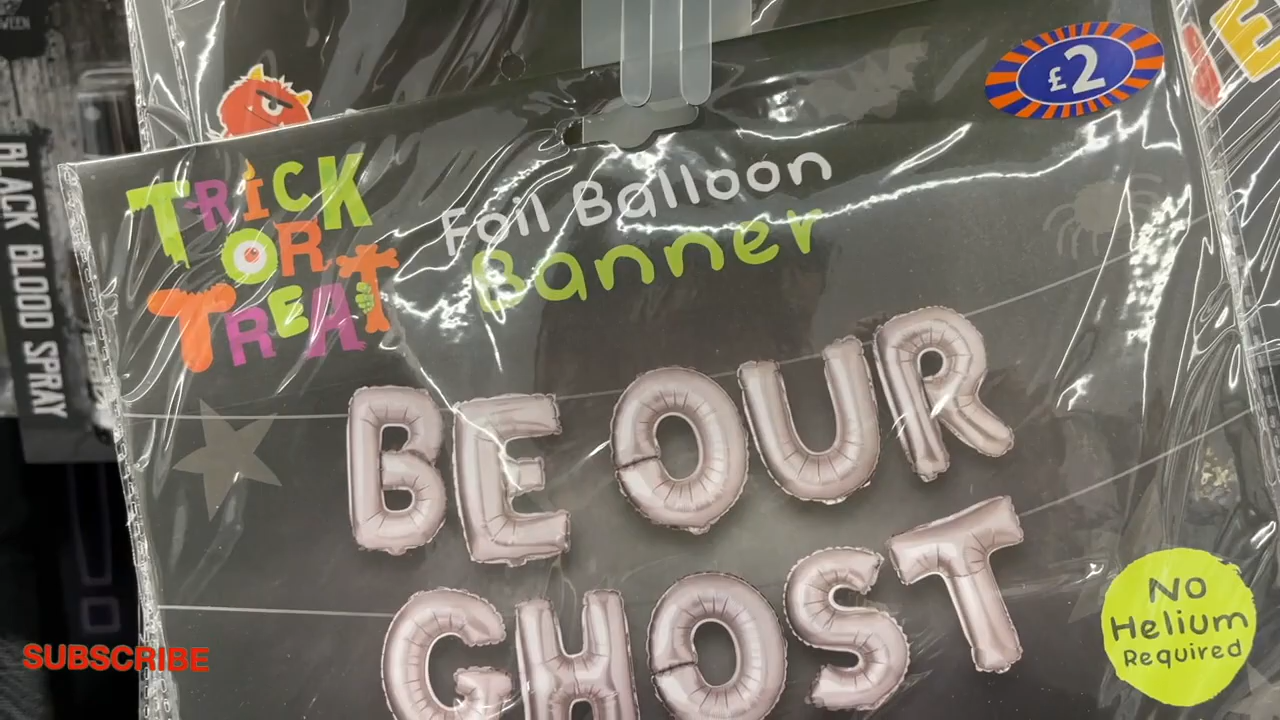 TRICK
OR
TREAT
Foil Balloon
Banner
£2
BE OUR
GHOST
No
Helium
Required
BLACK BLOOD SPRAY
SUBSCRIBE